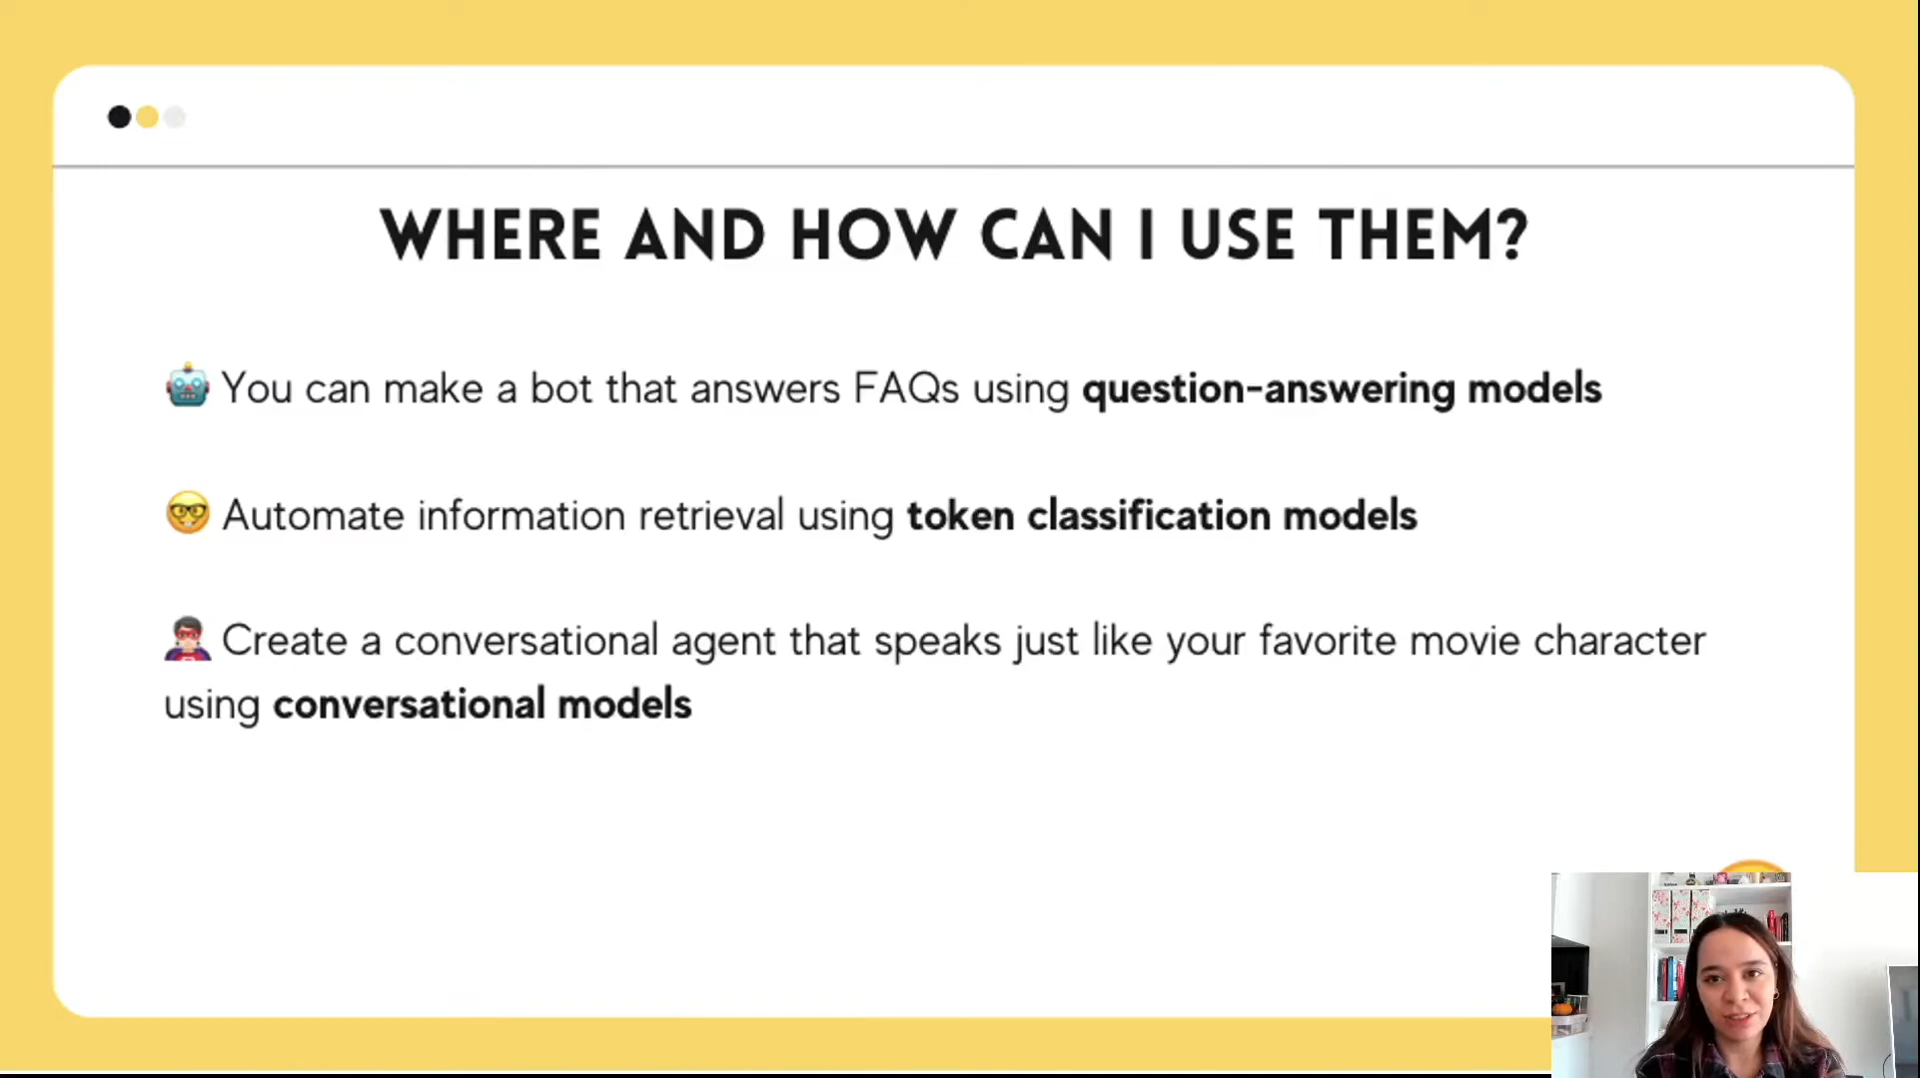 WHERE AND HOW CAN I USE THEM?
🤖 You can make a bot that answers FAQs using question-answering models
🤓 Automate information retrieval using token classification models
🦸 Create a conversational agent that speaks just like your favorite movie character
using conversational models